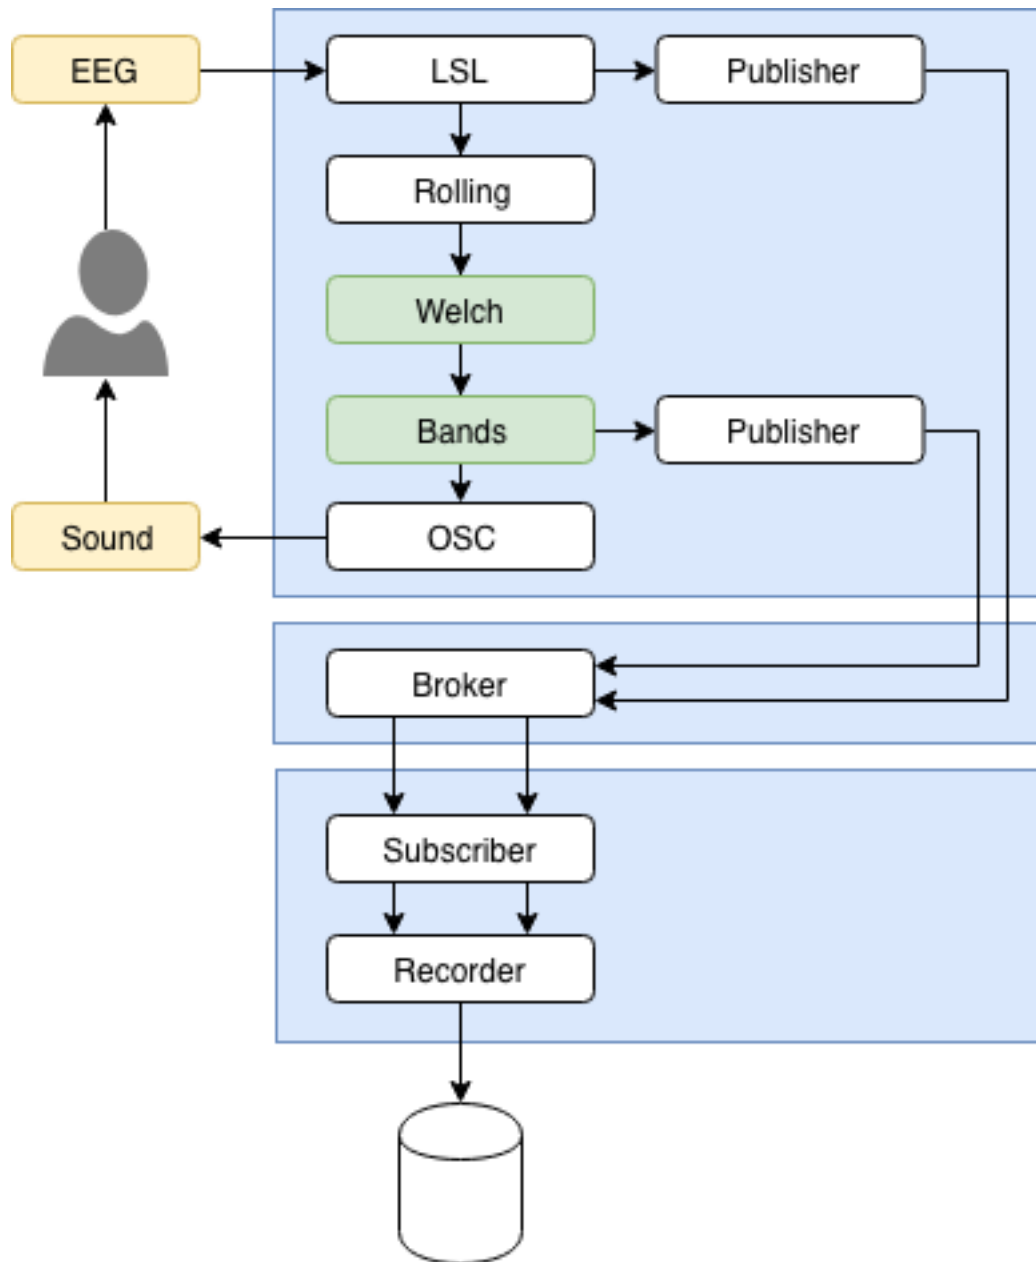 EEG
LSL
Publisher
Rolling
Welch
Bands
Publisher
Sound
OSC
Broker
Subscriber
Recorder